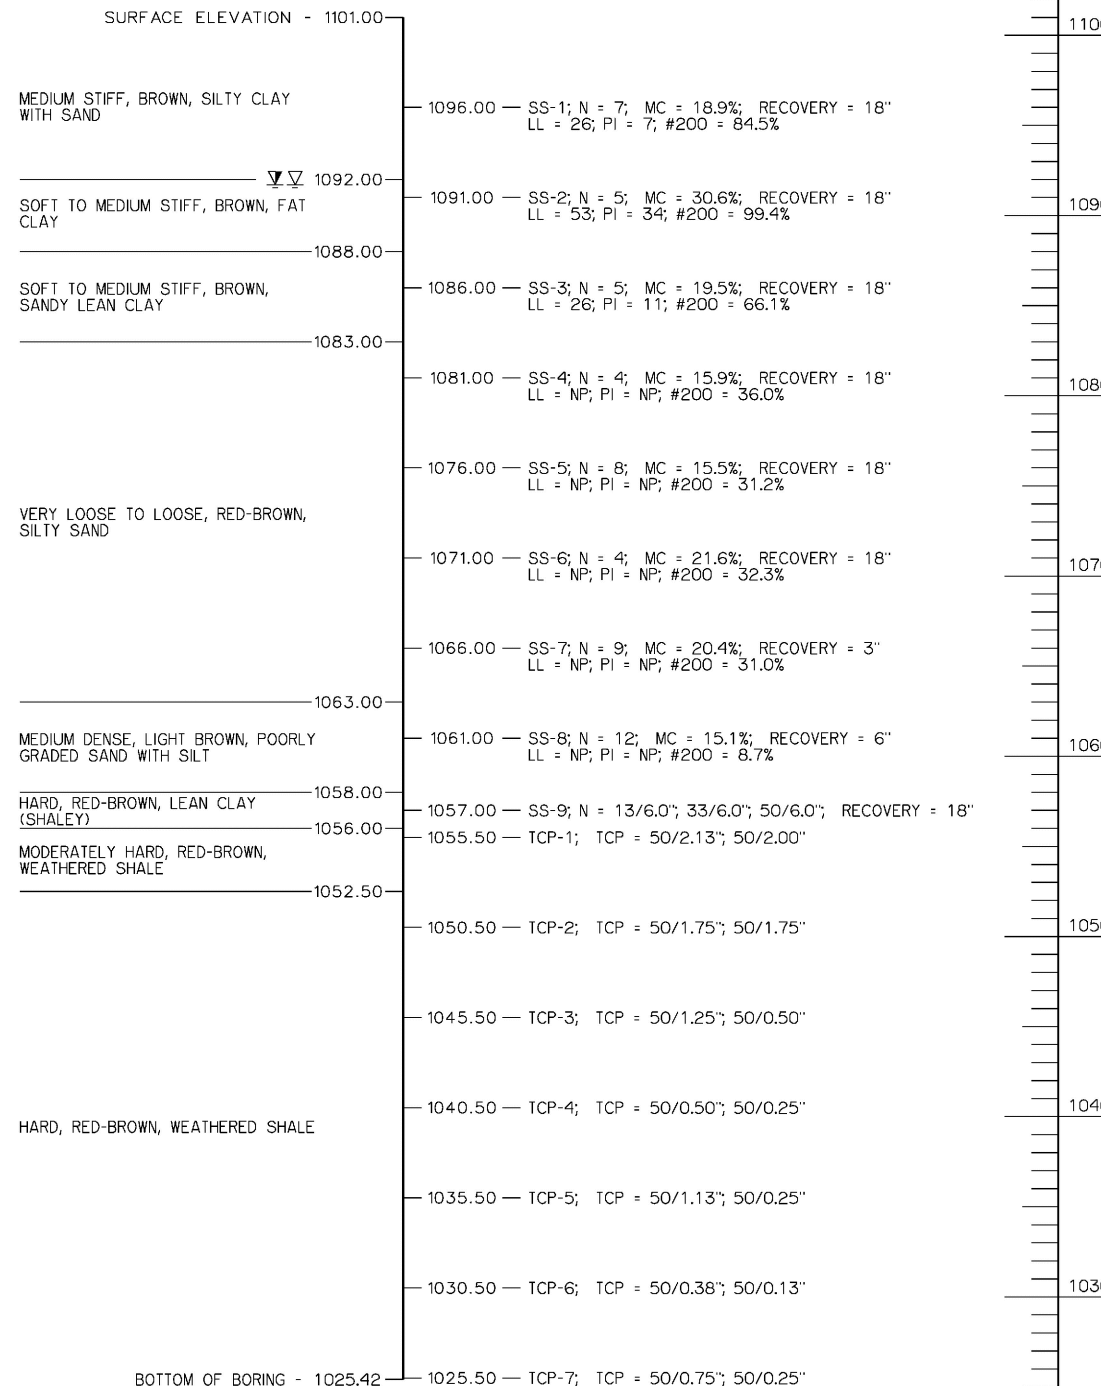 SURFACE ELEVATION - 1101.00
MEDIUM STIFF, BROWN, SILTY CLAY
WITH SAND
1096.00 — SS-1; N = 7; MC = 18.9%; RECOVERY = 18"
LL = 26; PI = 7; #200 = 84.5%
1092.00
SOFT TO MEDIUM STIFF, BROWN, FAT
CLAY
1091.00 — SS-2; N = 5; MC = 30.6%; RECOVERY = 18"
LL = 53; PI = 34; #200 = 99.4%
1088.00
SOFT TO MEDIUM STIFF, BROWN,
SANDY LEAN CLAY
1086.00 — SS-3; N = 5; MC = 19.5%; RECOVERY = 18"
LL = 26; PI = 11; #200 = 66.1%
1083.00
1081.00 — SS-4; N = 4; MC = 15.9%; RECOVERY = 18"
LL = NP; PI = NP; #200 = 36.0%
1076.00 — SS-5; N = 8; MC = 15.5%; RECOVERY = 18"
LL = NP; PI = NP; #200 = 31.2%
VERY LOOSE TO LOOSE, RED-BROWN,
SILTY SAND
1071.00 — SS-6; N = 4; MC = 21.6%; RECOVERY = 18"
LL = NP; PI = NP; #200 = 32.3%
1066.00 — SS-7; N = 9; MC = 20.4%; RECOVERY = 3"
LL = NP; PI = NP; #200 = 31.0%
1063.00
MEDIUM DENSE, LIGHT BROWN, POORLY
GRADED SAND WITH SILT
1061.00 — SS-8; N = 12; MC = 15.1%; RECOVERY = 6"
LL = NP; PI = NP; #200 = 8.7%
1058.00
HARD, RED-BROWN, LEAN CLAY
(SHALEY)
1057.00 — SS-9; N = 13/6.0"; 33/6.0"; 50/6.0"; RECOVERY = 18"
1056.00
1055.50 — TCP-1; TCP = 50/2.13"; 50/2.00"
MODERATELY HARD, RED-BROWN,
WEATHERED SHALE
1052.50
1050.50 — TCP-2; TCP = 50/1.75"; 50/1.75"
1045.50 — TCP-3; TCP = 50/1.25"; 50/0.50"
1040.50 — TCP-4; TCP = 50/0.50"; 50/0.25"
HARD, RED-BROWN, WEATHERED SHALE
1035.50 — TCP-5; TCP = 50/1.13"; 50/0.25"
1030.50 — TCP-6; TCP = 50/0.38"; 50/0.13"
BOTTOM OF BORING - 1025.42
1025.50 — TCP-7; TCP = 50/0.75"; 50/0.25"